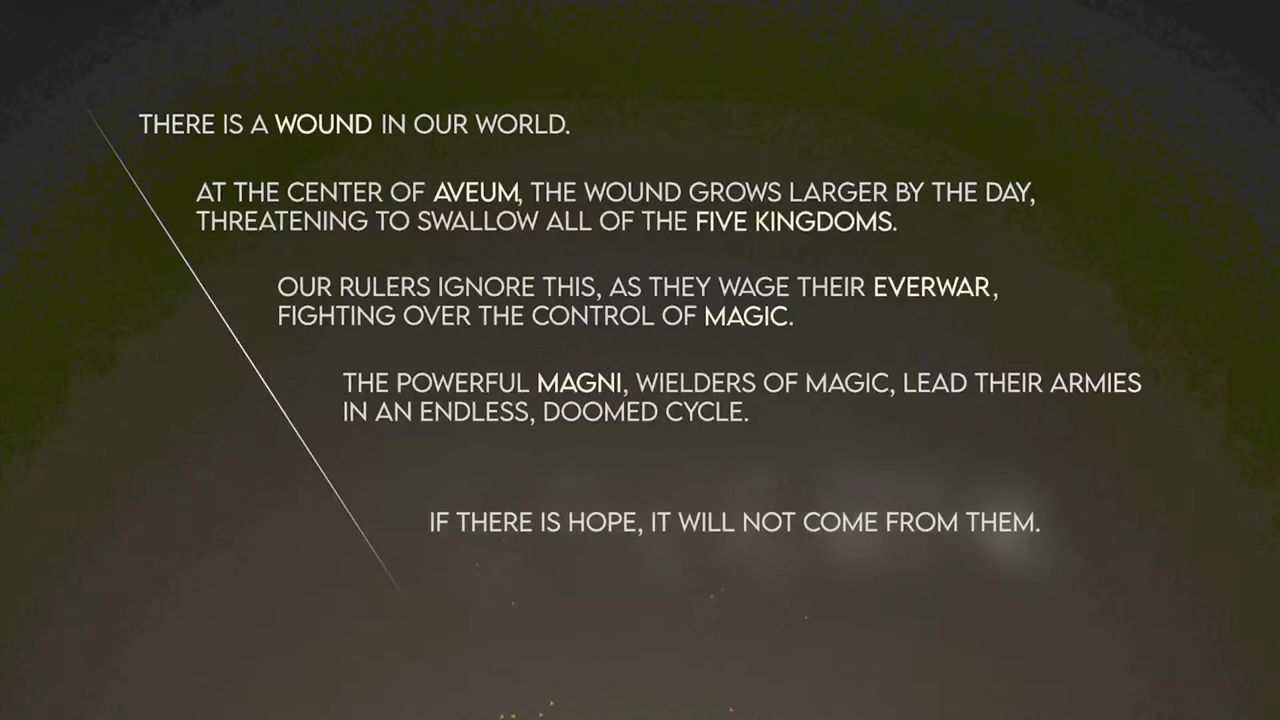 THERE IS A WOUND IN OUR WORLD.
AT THE CENTER OF AVEUM, THE WOUND GROWS LARGER BY THE DAY,
THREATENING TO SWALLOW ALL OF THE FIVE KINGDOMS.
OUR RULERS IGNORE THIS, AS THEY WAGE THEIR EVERWAR,
FIGHTING OVER THE CONTROL OF MAGIC.
THE POWERFUL MAGNI, WIELDERS OF MAGIC, LEAD THEIR ARMIES
IN AN ENDLESS, DOOMED CYCLE.
IF THERE IS HOPE, IT WILL NOT COME FROM THEM.